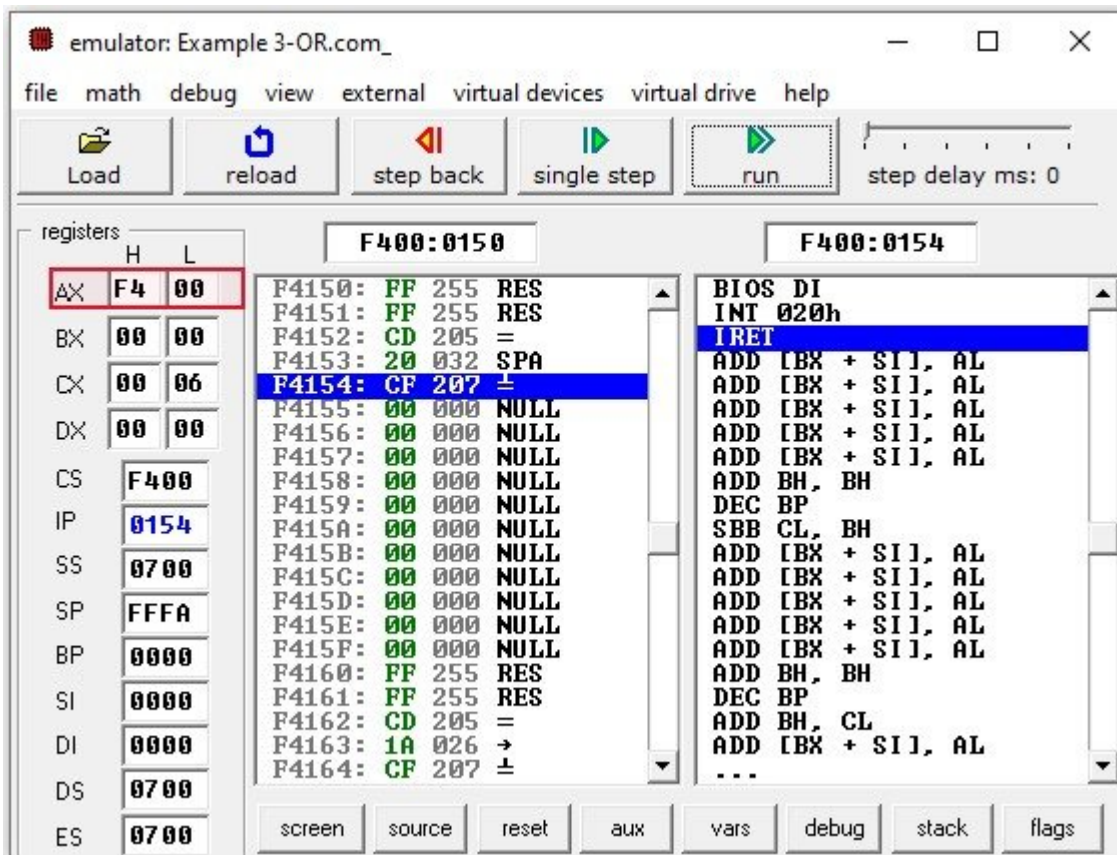 emulator: Example 3-OR.com_
file math debug view external virtual devices virtual drive help
Load reload step back single step run step delay ms: 0
registers
H L
AX F4 00
BX 00 00
CX 00 06
DX 00 00
CS F400
IP 0154
SS 0700
SP FFFA
BP 0000
SI 0000
DI 0000
DS 0700
ES 0700
F400:0150
F4150: FF 255 RES
F4151: FF 255 RES
F4152: CD 205 =
F4153: 20 032 SPA
F4154: CF 207 ╧
F4155: 00 000 NULL
F4156: 00 000 NULL
F4157: 00 000 NULL
F4158: 00 000 NULL
F4159: 00 000 NULL
F415A: 00 000 NULL
F415B: 00 000 NULL
F415C: 00 000 NULL
F415D: 00 000 NULL
F415E: 00 000 NULL
F415F: 00 000 NULL
F4160: FF 255 RES
F4161: FF 255 RES
F4162: CD 205 =
F4163: 1A 026 →
F4164: CF 207 ╧
F400:0154
BIOS DI
INT 020h
IRET
ADD [BX + SI], AL
ADD [BX + SI], AL
ADD [BX + SI], AL
ADD [BX + SI], AL
ADD [BX + SI], AL
ADD BH, BH
DEC BP
SBB CL, BH
ADD [BX + SI], AL
ADD [BX + SI], AL
ADD [BX + SI], AL
ADD [BX + SI], AL
ADD [BX + SI], AL
ADD BH, BH
DEC BP
ADD BH, CL
ADD [BX + SI], AL
...
screen source reset aux vars debug stack flags